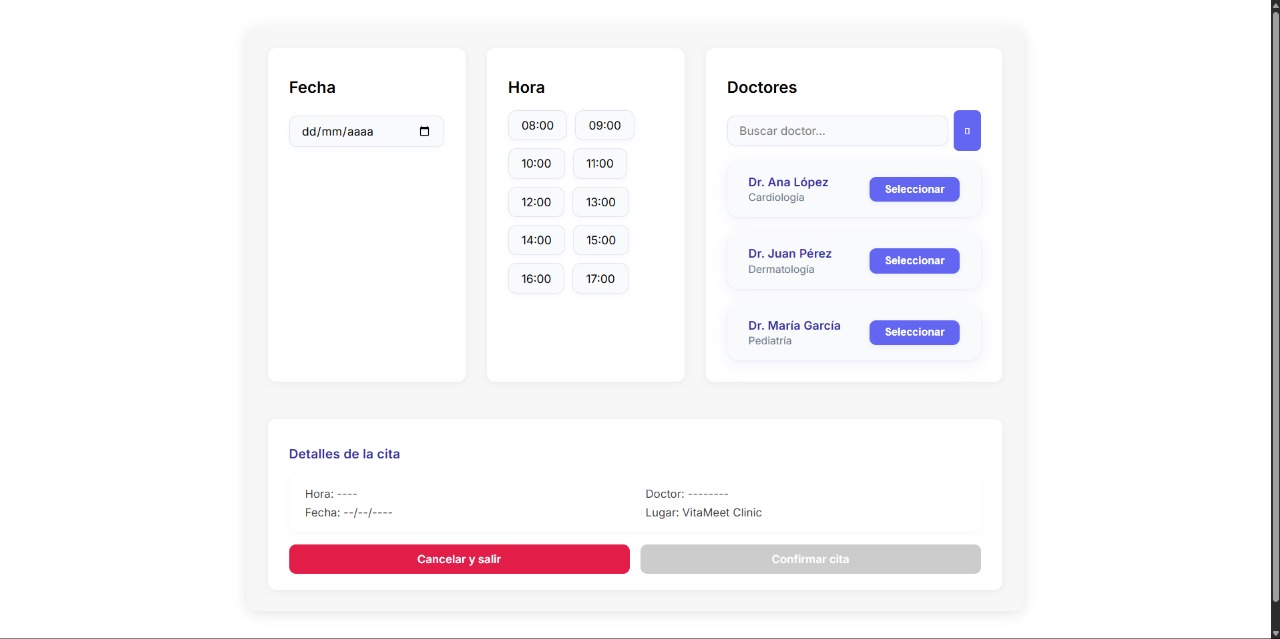 Fecha
dd/mm/aaaa
Hora
08:00 09:00
10:00 11:00
12:00 13:00
14:00 15:00
16:00 17:00
Doctores
Buscar doctor...
Dr. Ana López
Cardiología
Seleccionar
Dr. Juan Pérez
Dermatología
Seleccionar
Dr. María García
Pediatría
Seleccionar
Detalles de la cita
Hora: ----
Fecha: --/--/----
Doctor: --------
Lugar: VitaMeet Clinic
Cancelar y salir
Confirmar cita